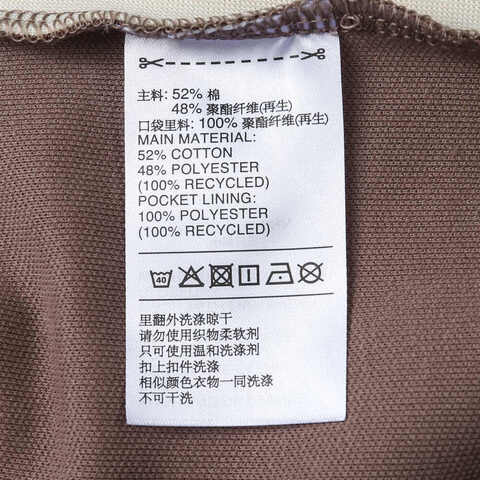 主料: 52% 棉
48% 聚酯纤维(再生)
口袋里料: 100% 聚酯纤维(再生)
MAIN MATERIAL:
52% COTTON
48% POLYESTER
(100% RECYCLED)
POCKET LINING:
100% POLYESTER
(100% RECYCLED)
40
里翻外洗涤晾干
请勿使用织物柔软剂
只可使用温和洗涤剂
扣上扣件洗涤
相似颜色衣物一同洗涤
不可干洗